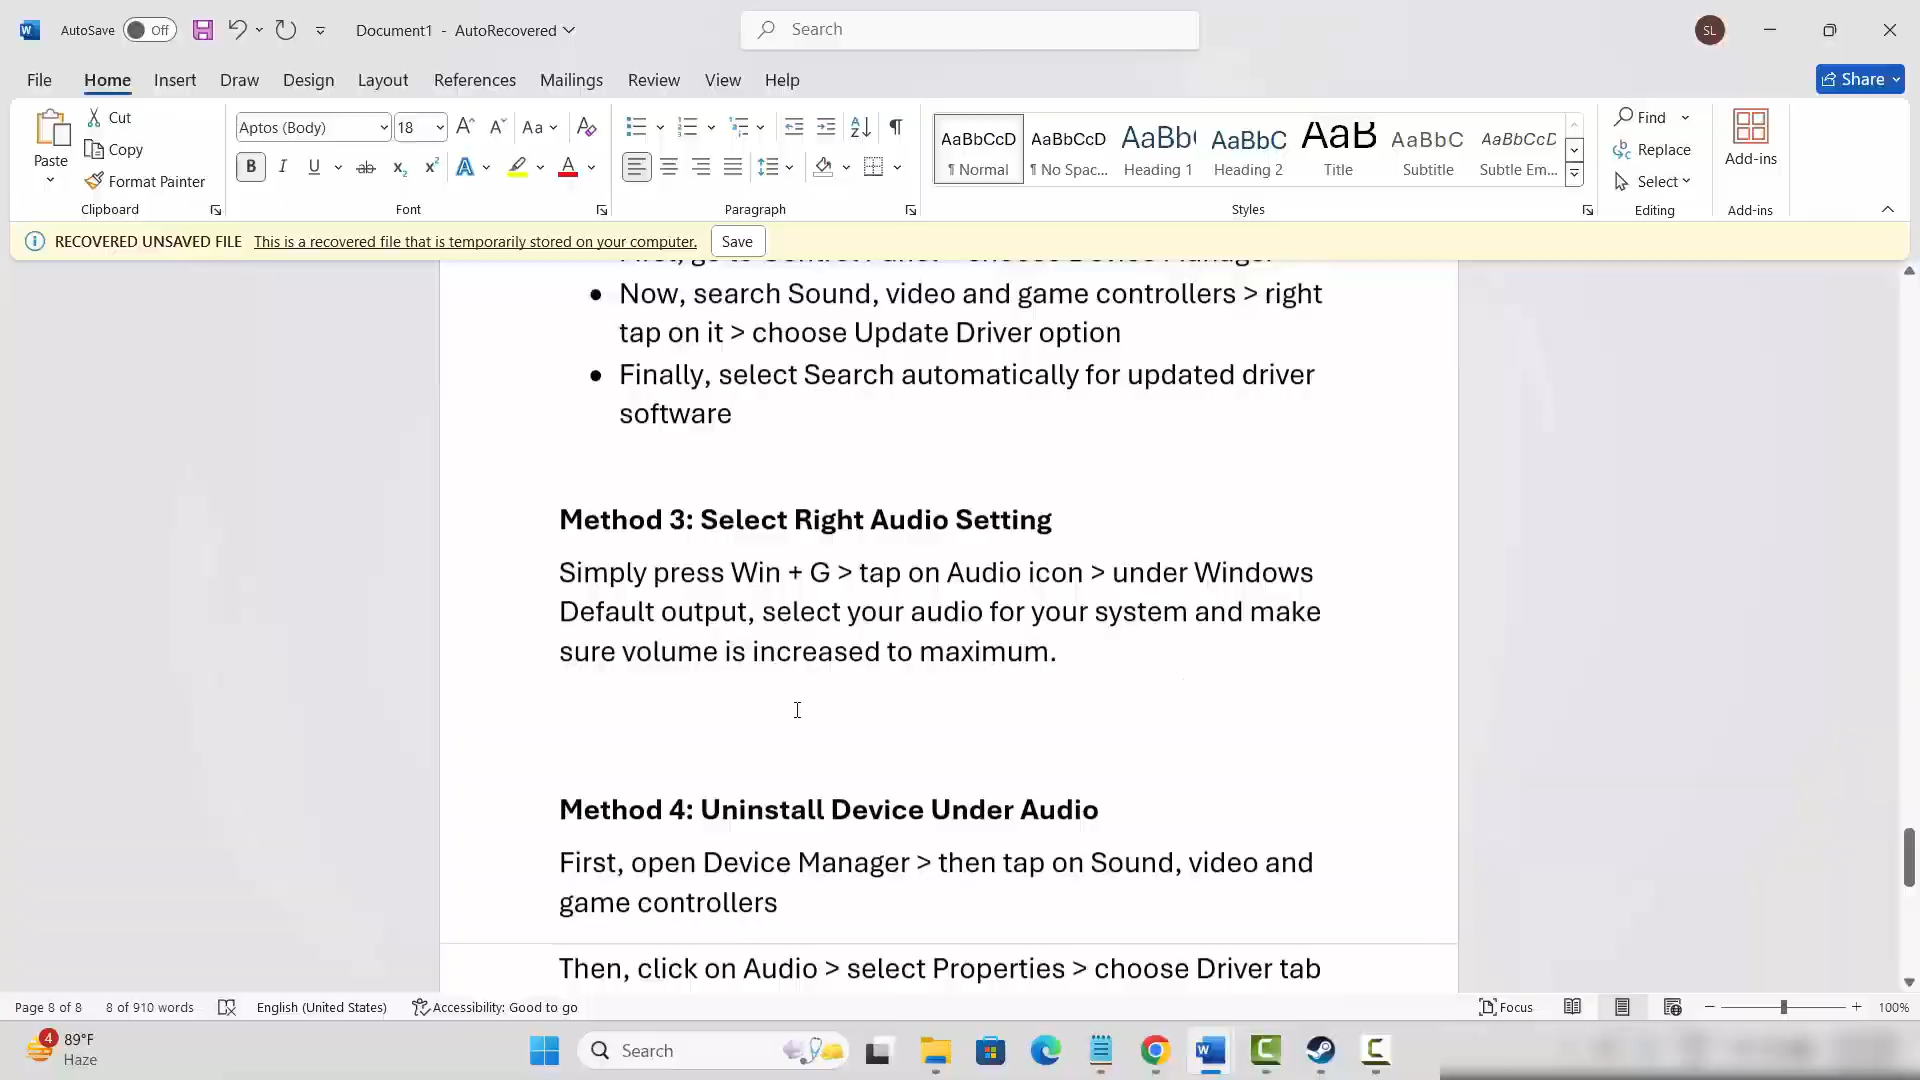 AutoSave Off Document1 - AutoRecovered Search SL
File Home Insert Draw Design Layout References Mailings Review View Help Share
Paste Cut Copy Format Painter
Aptos (Body) 18 Aa
B I U ab x₂ x² A A
AaBbCcD AaBbCcD AaBb( AaBbC AaB AaBbC AaBbCcD
¶ Normal ¶ No Spac... Heading 1 Heading 2 Title Subtitle Subtle Em...
Find Replace Select
Add-ins
Clipboard Font Paragraph Styles Editing Add-ins
RECOVERED UNSAVED FILE This is a recovered file that is temporarily stored on your computer. Save
• Now, search Sound, video and game controllers > right
tap on it > choose Update Driver option
• Finally, select Search automatically for updated driver
software
Method 3: Select Right Audio Setting
Simply press Win + G > tap on Audio icon > under Windows
Default output, select your audio for your system and make
sure volume is increased to maximum.
Method 4: Uninstall Device Under Audio
First, open Device Manager > then tap on Sound, video and
game controllers
Then, click on Audio > select Properties > choose Driver tab
Page 8 of 8 8 of 910 words English (United States) Accessibility: Good to go Focus 100%
4 89°F
Haze
Search